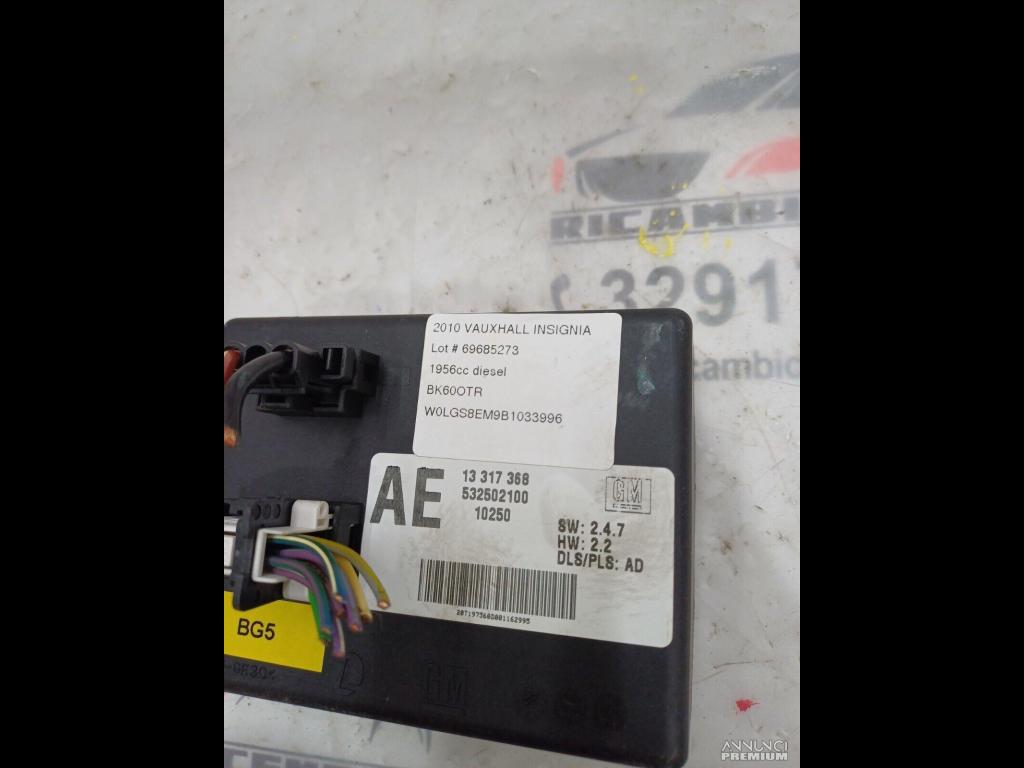 RICAMBI
3291
cambio
2010 VAUXHALL INSIGNIA
Lot # 69685273
1956cc diesel
BK60OTR
W0LGS8EM9B1033996
AE
13 317 368
532502100
10250
GM
SW: 2.4.7
HW: 2.2
DLS/PLS: AD
BG5
GM
ANNUNCI
PREMIUM